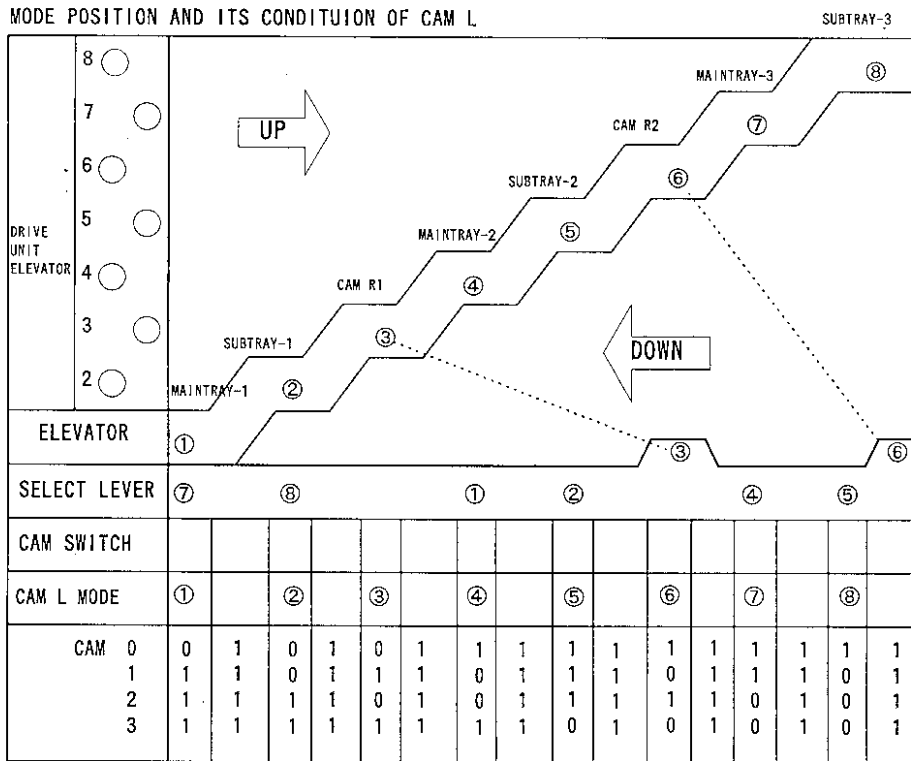 MODE POSITION AND ITS CONDITUION OF CAM L
SUBTRAY-3
8
MAINTRAY-3
⑧
7
UP
CAM R2
⑦
6
SUBTRAY-2
⑥
DRIVE
UNIT
ELEVATOR
5
MAINTRAY-2
⑤
4
CAM R1
④
3
SUBTRAY-1
③
DOWN
2
MAINTRAY-1
②
ELEVATOR ① ③ ⑥
SELECT LEVER ⑦ ⑧ ① ② ④ ⑤
CAM SWITCH
CAM L MODE ① ② ③ ④ ⑤ ⑥ ⑦ ⑧
CAM 0 0 1 0 1 0 1 1 1 1 1 1 1 1 1 1 1
1 1 1 0 1 1 1 0 1 1 1 0 1 1 1 0 1
2 1 1 1 1 0 1 0 1 1 1 1 1 0 1 0 1
3 1 1 1 1 1 1 1 1 0 1 0 1 0 1 0 1